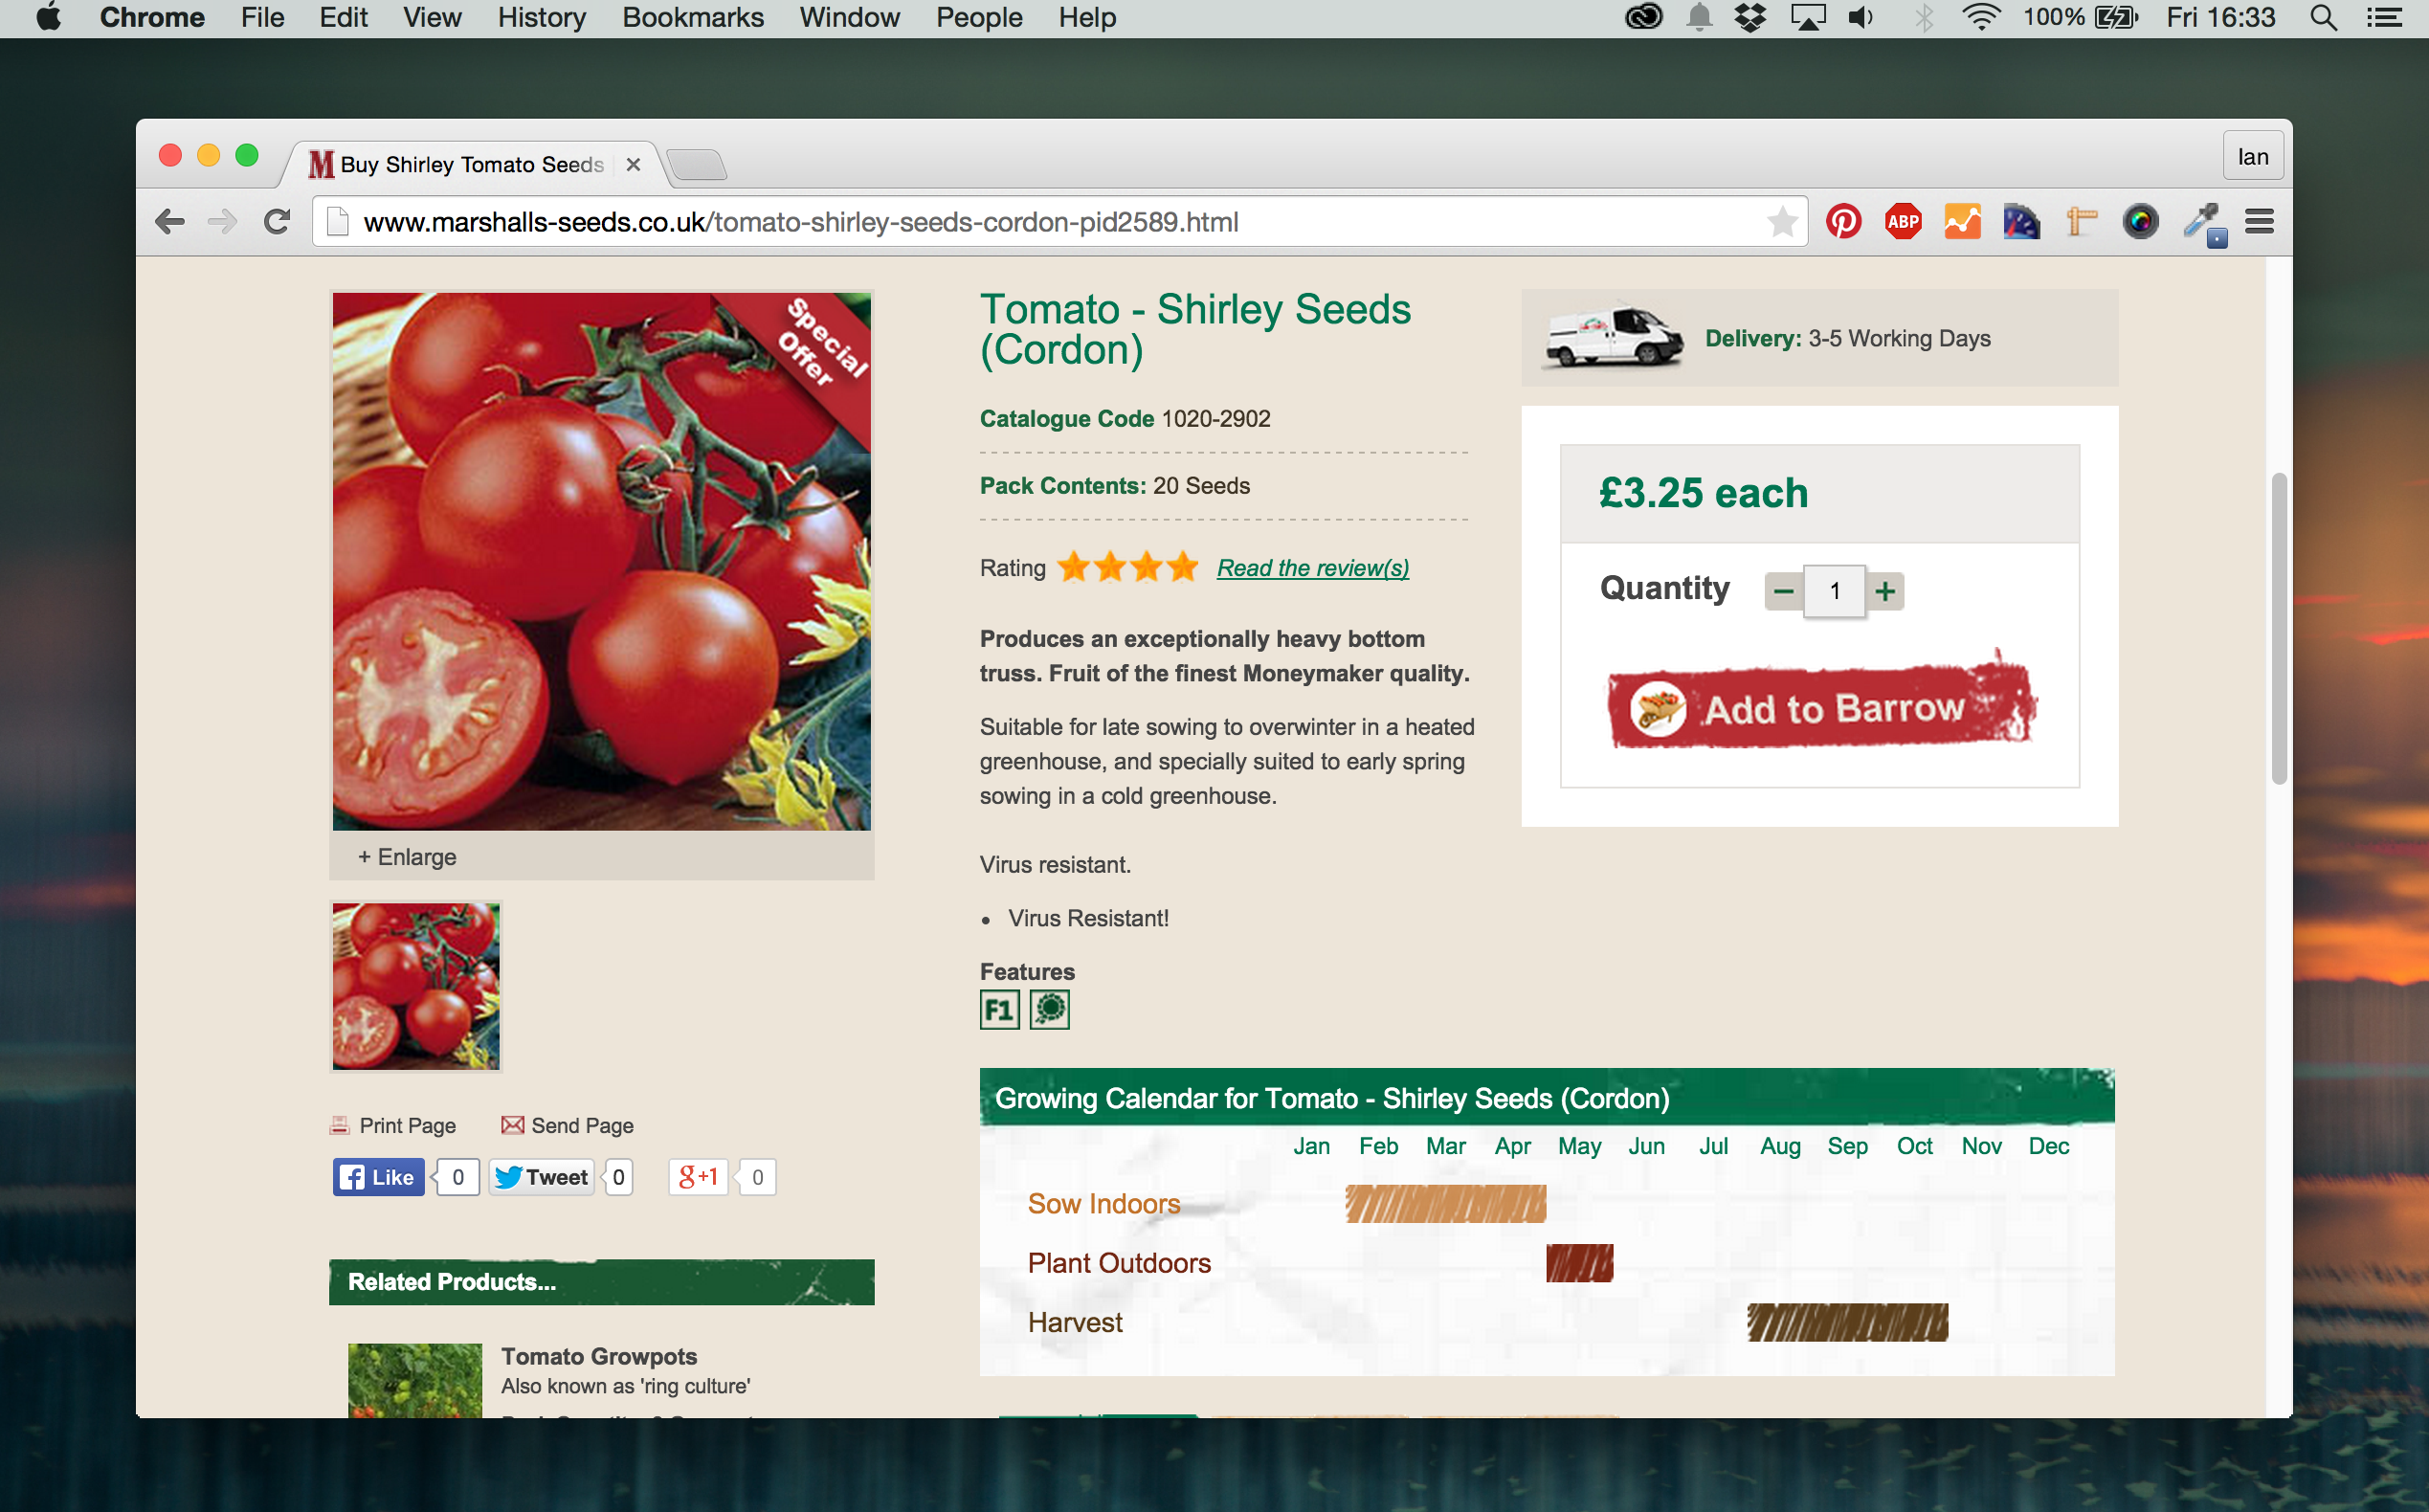 Chrome File Edit View History Bookmarks Window People Help
100% Fri 16:33
Buy Shirley Tomato Seeds
Ian
www.marshalls-seeds.co.uk/tomato-shirley-seeds-cordon-pid2589.html
ABP
Special
Offer
+ Enlarge
Print Page Send Page
Like 0 Tweet 0 g+1 0
Related Products...
Tomato Growpots
Also known as 'ring culture'
Tomato - Shirley Seeds
(Cordon)
Catalogue Code 1020-2902
Pack Contents: 20 Seeds
Rating Read the review(s)
Produces an exceptionally heavy bottom
truss. Fruit of the finest Moneymaker quality.
Suitable for late sowing to overwinter in a heated
greenhouse, and specially suited to early spring
sowing in a cold greenhouse.
Virus resistant.
• Virus Resistant!
Features
F1
Delivery: 3-5 Working Days
£3.25 each
Quantity − 1 +
Add to Barrow
Growing Calendar for Tomato - Shirley Seeds (Cordon)
Jan Feb Mar Apr May Jun Jul Aug Sep Oct Nov Dec
Sow Indoors
Plant Outdoors
Harvest